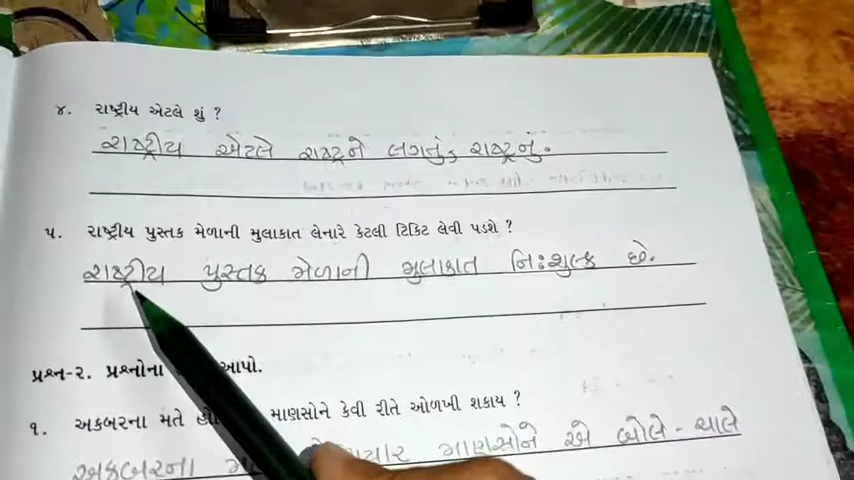 ૪. રાષ્ટ્રીય એટલે શું ?
રાષ્ટ્રીય એટલે રાષ્ટ્રને લગતું, રાષ્ટ્રનું.
૫. રાષ્ટ્રીય પુસ્તક મેળાની મુલાકાત લેનારે કેટલી ટિકિટ લેવી પડશે ?
રાષ્ટ્રીય પુસ્તક મેળાની મુલાકાત નિઃશુલ્ક છે.
પ્રશ્ન-૨. પ્રશ્નોના આપો.
૧. અકબરના મતે માણસોને કેવી રીતે ઓળખી શકાય ?
અકબરના માણસોને એ બોલે - ચાલે